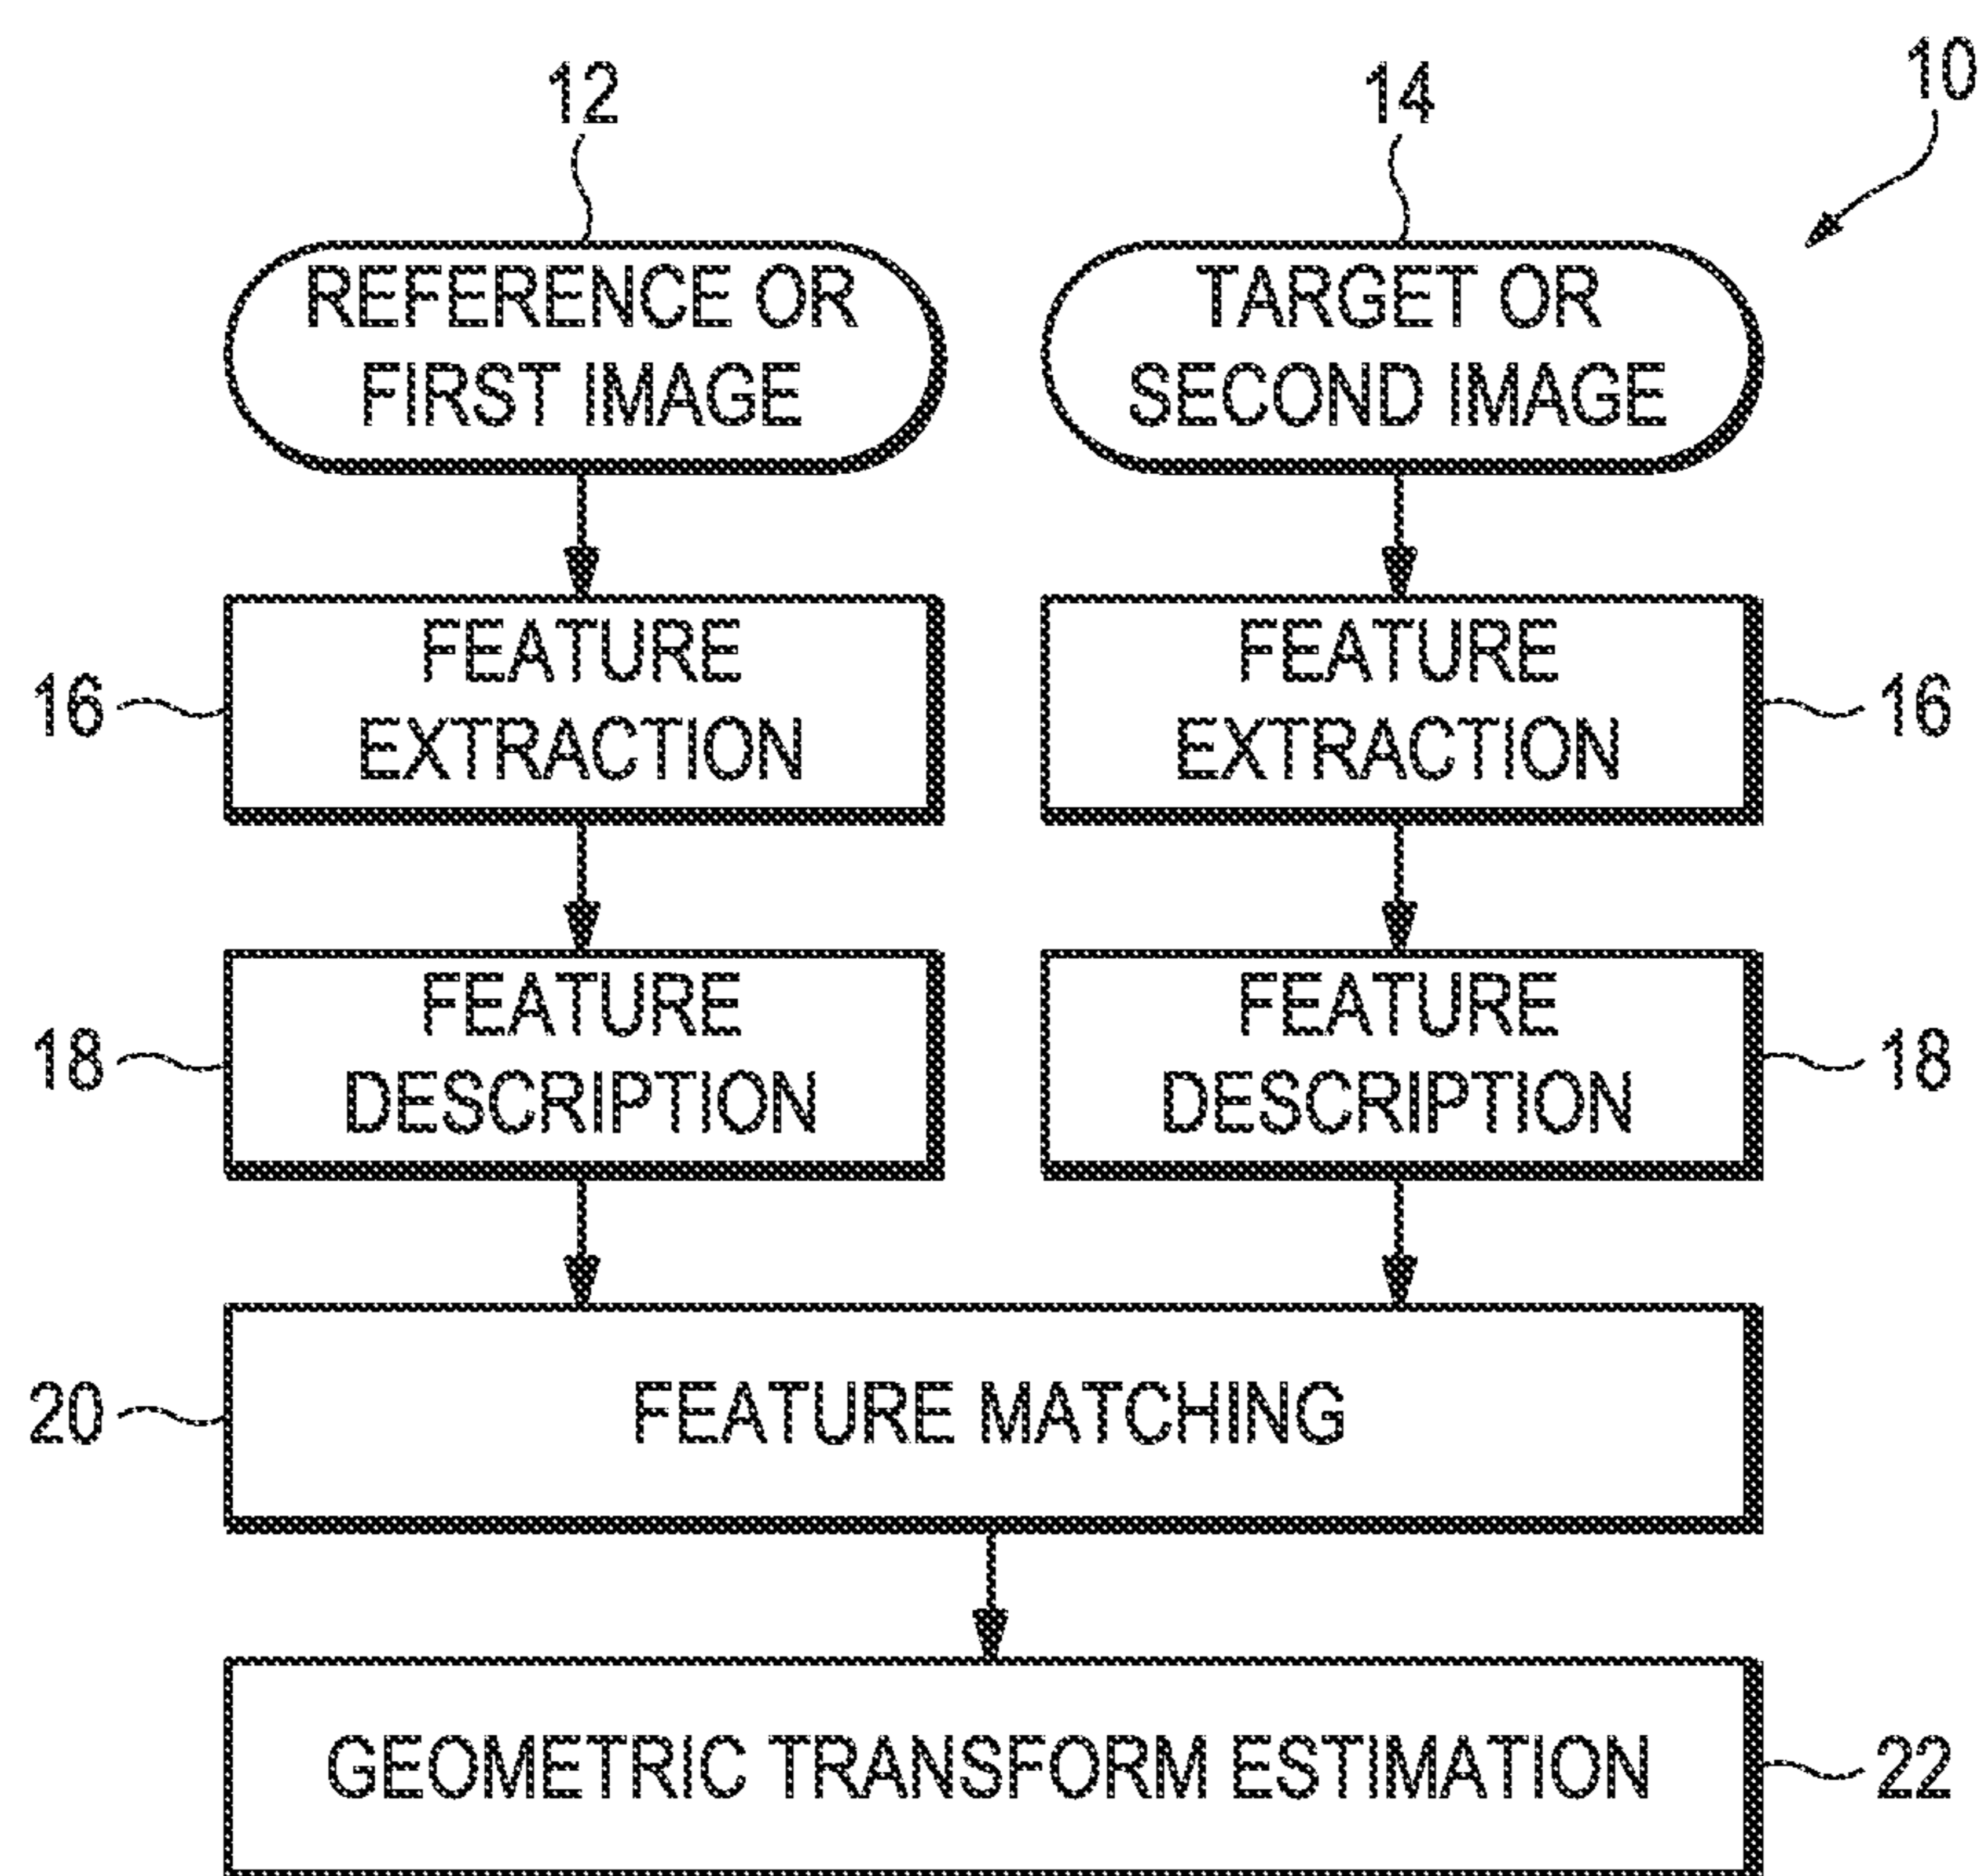 12
14
10
REFERENCE OR
FIRST IMAGE
TARGET OR
SECOND IMAGE
16
FEATURE
EXTRACTION
FEATURE
EXTRACTION
16
18
FEATURE
DESCRIPTION
FEATURE
DESCRIPTION
18
20
FEATURE MATCHING
GEOMETRIC TRANSFORM ESTIMATION
22